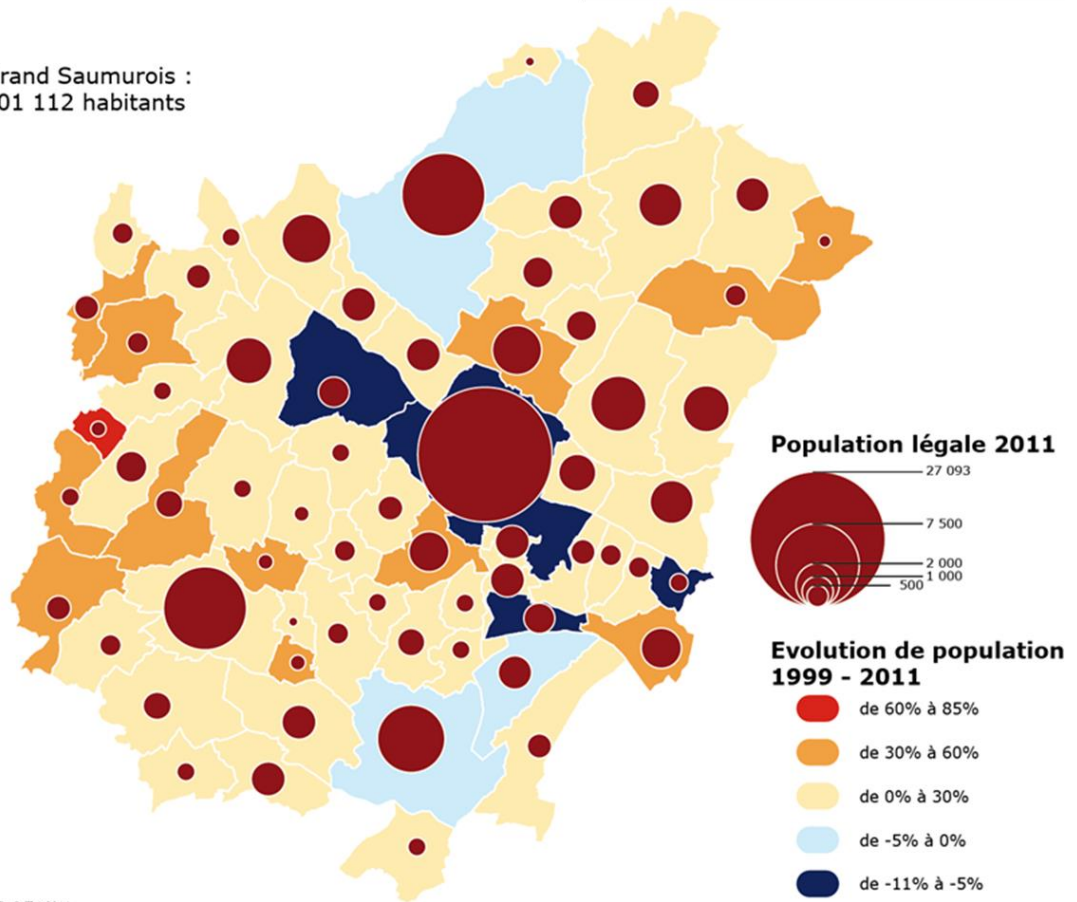 rand Saumurois :
01 112 habitants
Population légale 2011
27 093
7 500
2 000
1 000
500
Evolution de population
1999 - 2011
de 60% à 85%
de 30% à 60%
de 0% à 30%
de -5% à 0%
de -11% à -5%